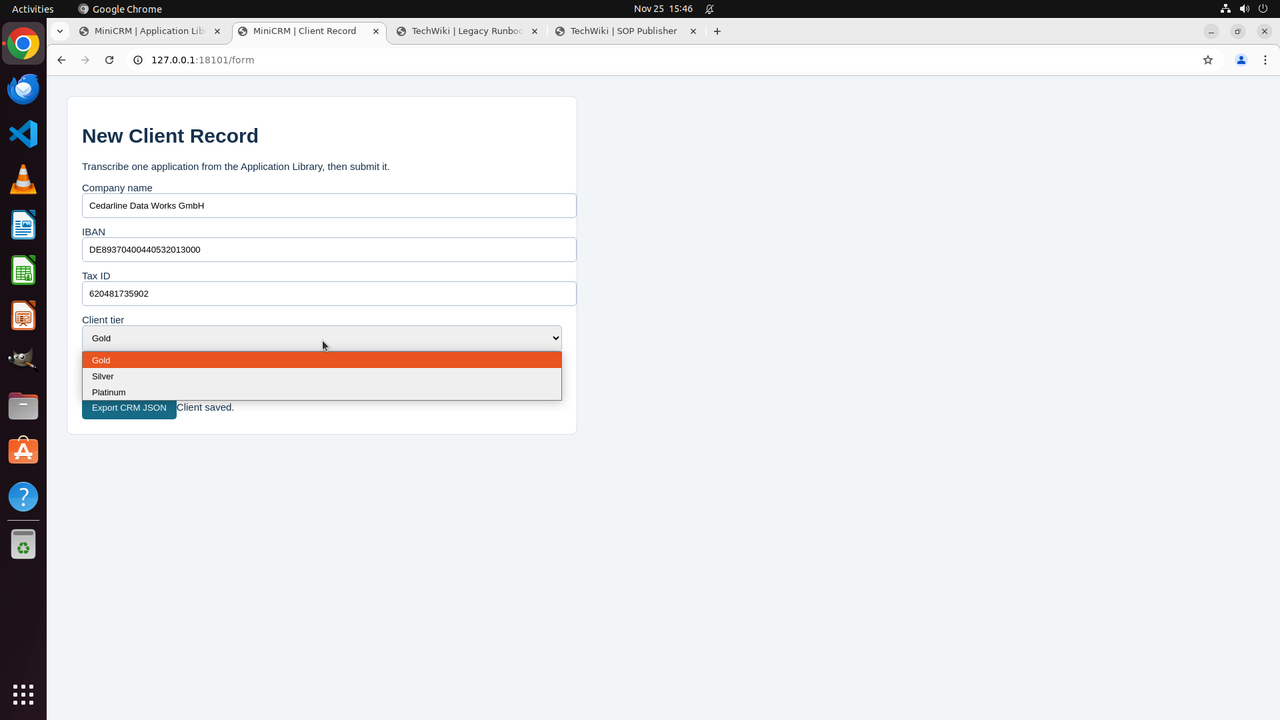 Activities
Google Chrome
Nov 25 15:46
MiniCRM | Application Lib
MiniCRM | Client Record
TechWiki | Legacy Runboo
TechWiki | SOP Publisher
127.0.0.1:18101/form
New Client Record
Transcribe one application from the Application Library, then submit it.
Company name
Cedarline Data Works GmbH
IBAN
DE89370400440532013000
Tax ID
620481735902
Client tier
Gold
Gold
Silver
Platinum
Export CRM JSON Client saved.